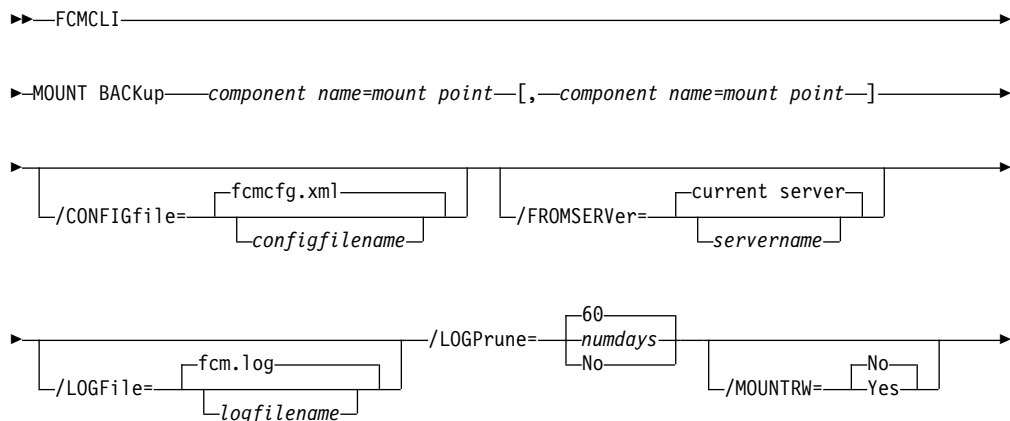 FCMCLI
MOUNT BACKup component name=mount point [, component name=mount point ]
fcmcfg.xml current server
/CONFIGfile= /FROMSERVer=
configfilename servername
60
/LOGPrune= numdays
fcm.log No No
/LOGFile= /MOUNTRW= Yes
logfilename